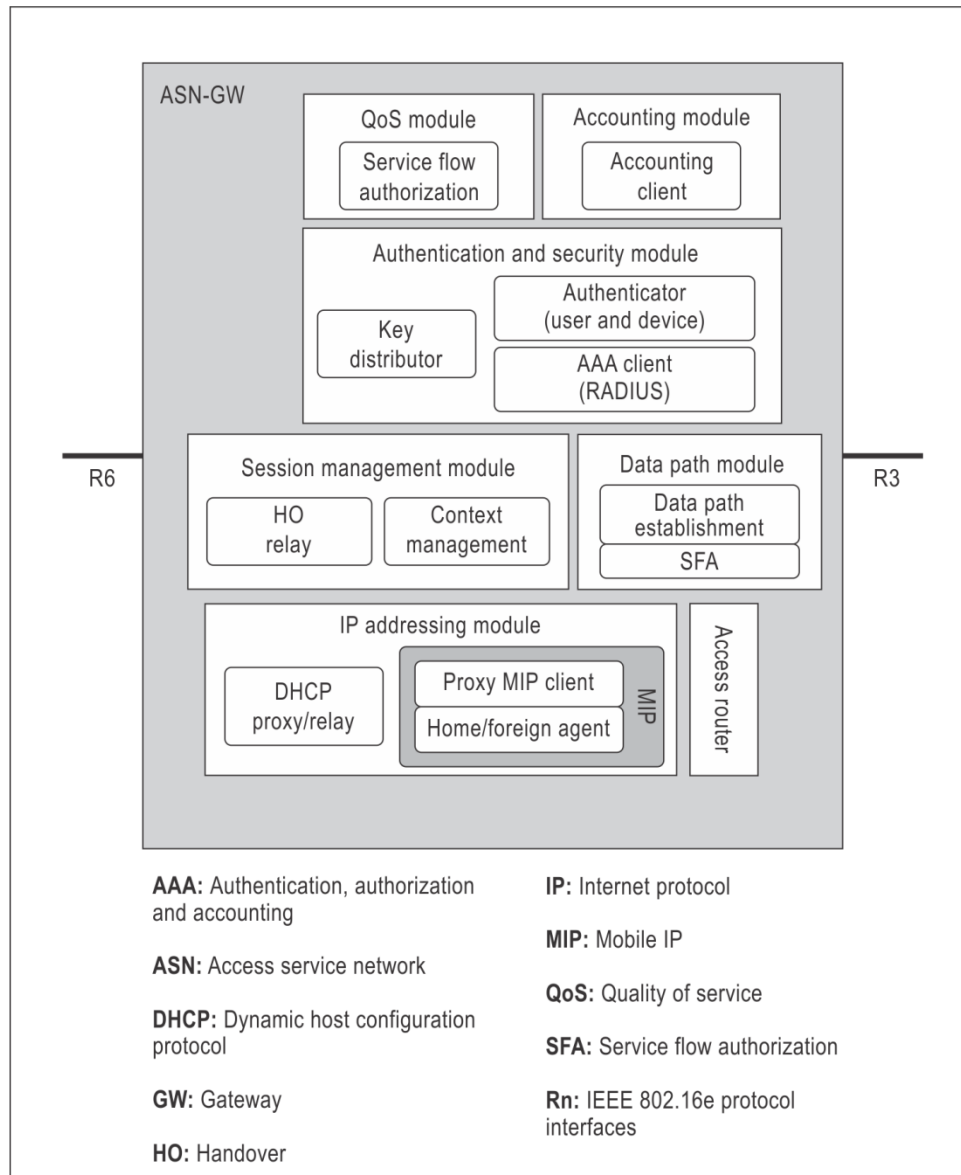 ASN-GW
QoS module
Service flow
authorization
Accounting module
Accounting
client
Authentication and security module
Key
distributor
Authenticator
(user and device)
AAA client
(RADIUS)
R6
Session management module
HO
relay
Context
management
Data path module
Data path
establishment
SFA
R3
IP addressing module
DHCP
proxy/relay
Proxy MIP client
Home/foreign agent
MIP
Access router
AAA: Authentication, authorization
and accounting
ASN: Access service network
DHCP: Dynamic host configuration
protocol
GW: Gateway
HO: Handover
IP: Internet protocol
MIP: Mobile IP
QoS: Quality of service
SFA: Service flow authorization
Rn: IEEE 802.16e protocol
interfaces